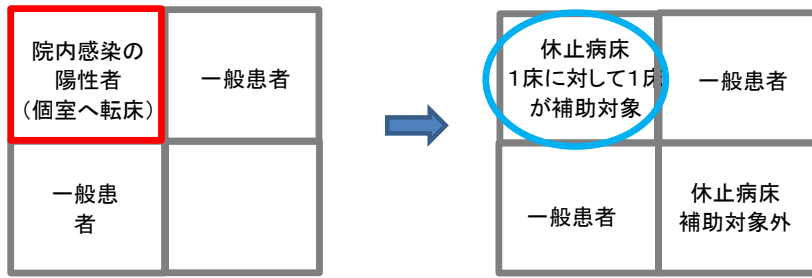 院内感染の
陽性者
（個室へ転床）
一般患者
一般患
者
休止病床
1床に対して1床
が補助対象
一般患者
一般患者
休止病床
補助対象外